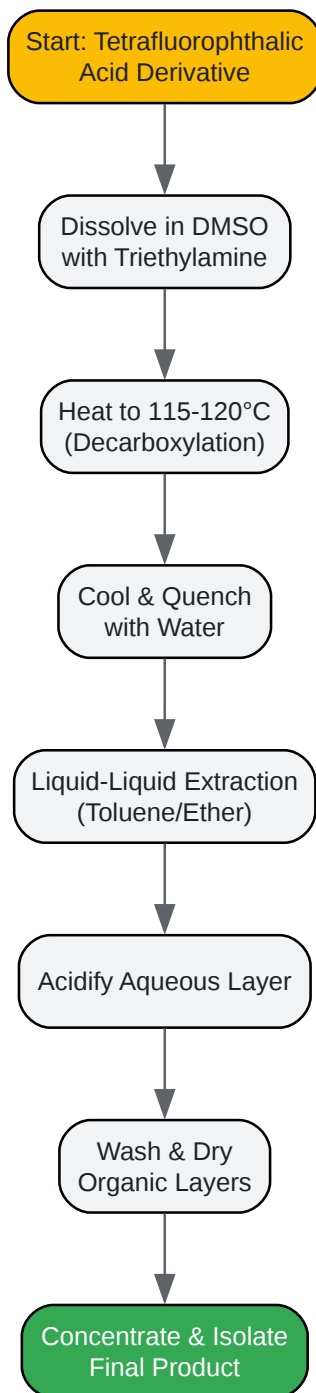 Start: Tetrafluorophthalic
Acid Derivative
Dissolve in DMSO
with Triethylamine
Heat to 115-120°C
(Decarboxylation)
Cool & Quench
with Water
Liquid-Liquid Extraction
(Toluene/Ether)
Acidify Aqueous Layer
Wash & Dry
Organic Layers
Concentrate & Isolate
Final Product